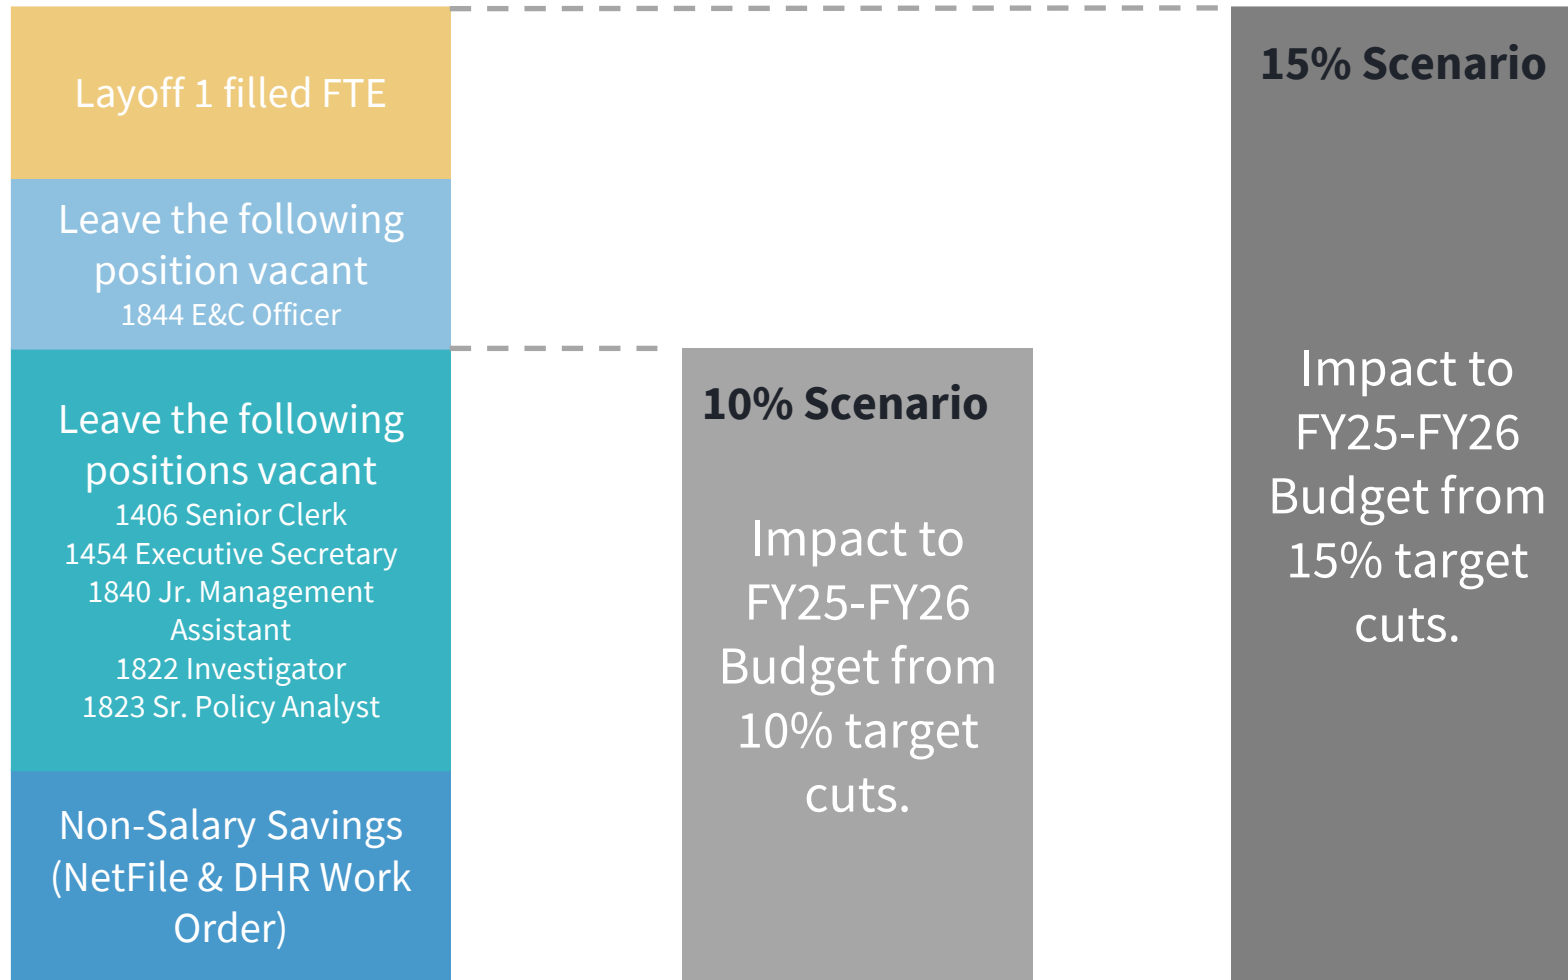 Layoff 1 filled FTE
Leave the following
position vacant
1844 E&C Officer
Leave the following
positions vacant
1406 Senior Clerk
1454 Executive Secretary
1840 Jr. Management
Assistant
1822 Investigator
1823 Sr. Policy Analyst
Non-Salary Savings
(NetFile & DHR Work
Order)
10% Scenario
Impact to
FY25-FY26
Budget from
10% target
cuts.
15% Scenario
Impact to
FY25-FY26
Budget from
15% target
cuts.